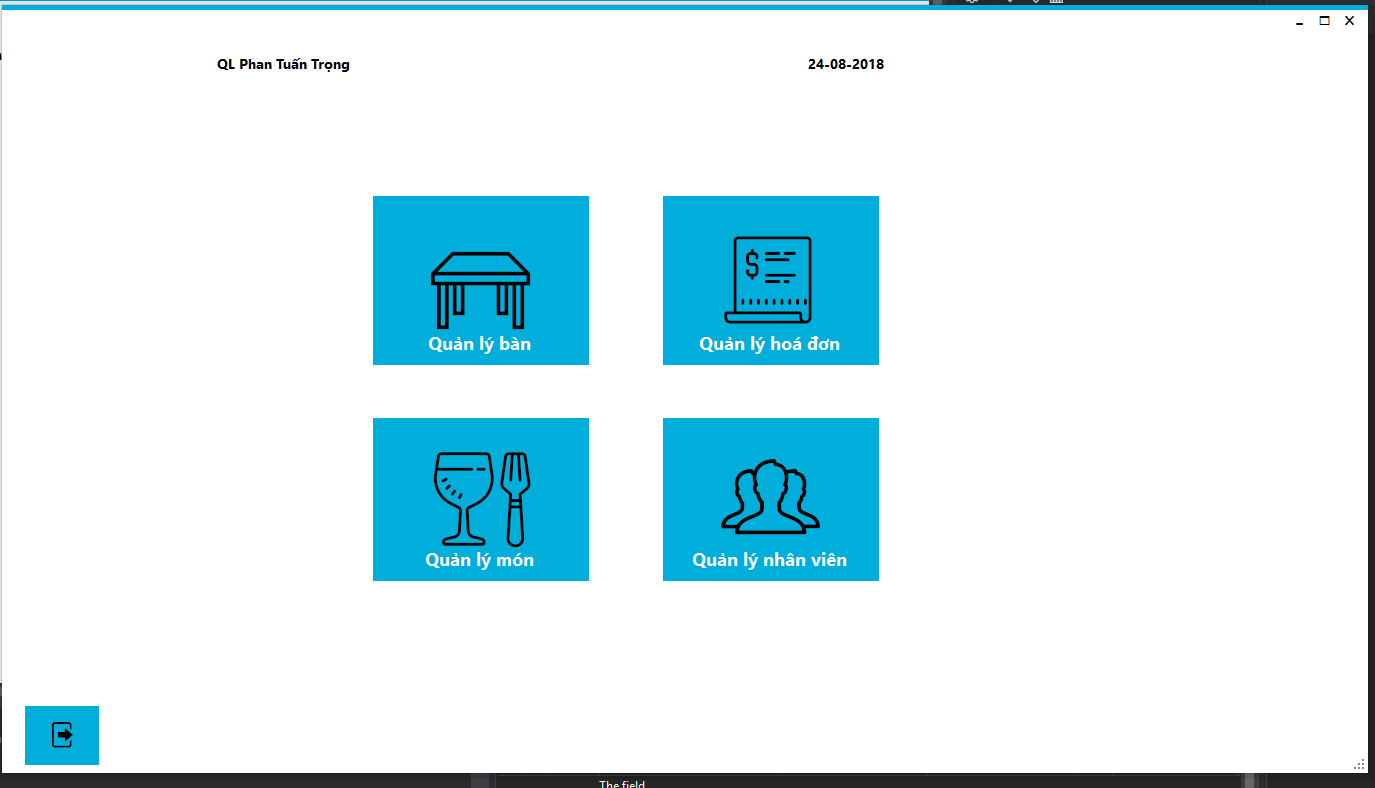 QL Phan Tuấn Trọng
24-08-2018
Quản lý bàn
Quản lý hoá đơn
Quản lý món
Quản lý nhân viên
The field